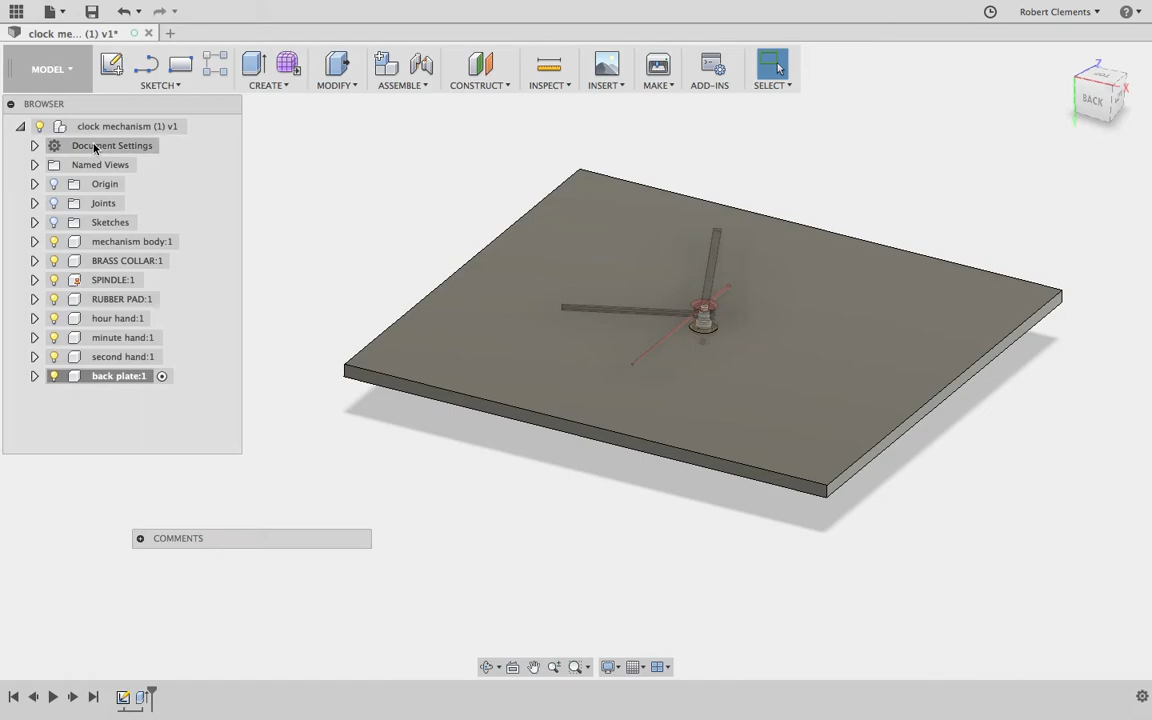 Robert Clements
clock me... (1) v1*
MODEL
SKETCH
CREATE
MODIFY
ASSEMBLE
CONSTRUCT
INSPECT
INSERT
MAKE
ADD-INS
SELECT
BROWSER
clock mechanism (1) v1
Document Settings
Named Views
Origin
Joints
Sketches
mechanism body:1
BRASS COLLAR:1
SPINDLE:1
RUBBER PAD:1
hour hand:1
minute hand:1
second hand:1
back plate:1
COMMENTS
Z
X
TOP
BACK